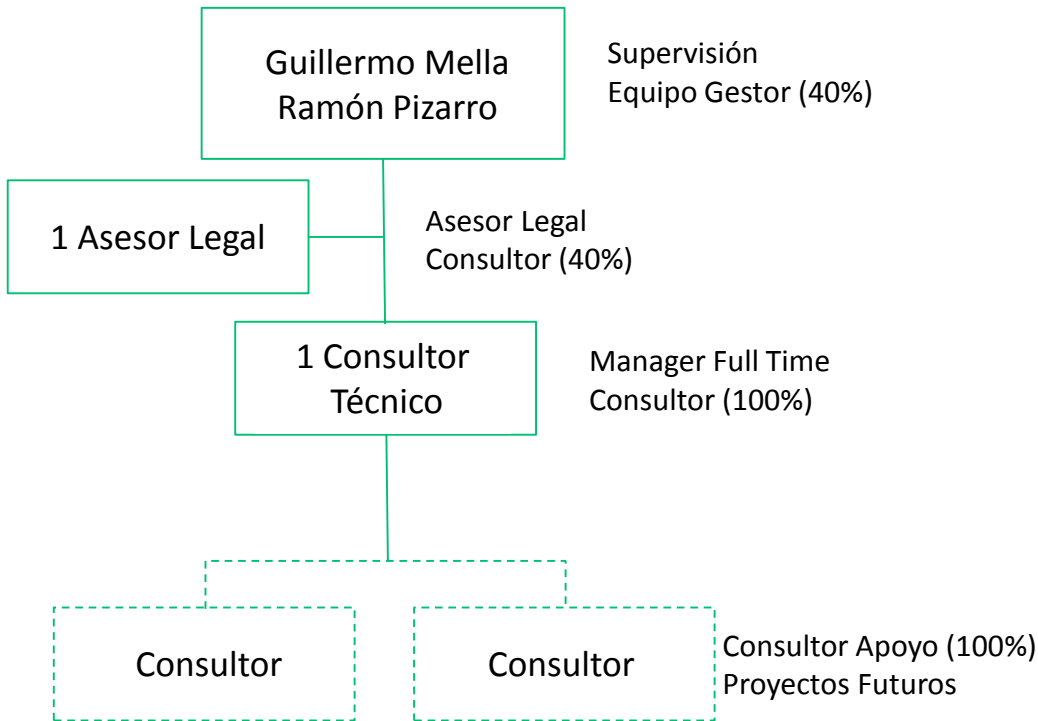 Guillermo Mella
Ramón Pizarro
Supervisión
Equipo Gestor (40%)
1 Asesor Legal
Asesor Legal
Consultor (40%)
1 Consultor
Técnico
Manager Full Time
Consultor (100%)
Consultor
Consultor
Consultor Apoyo (100%)
Proyectos Futuros